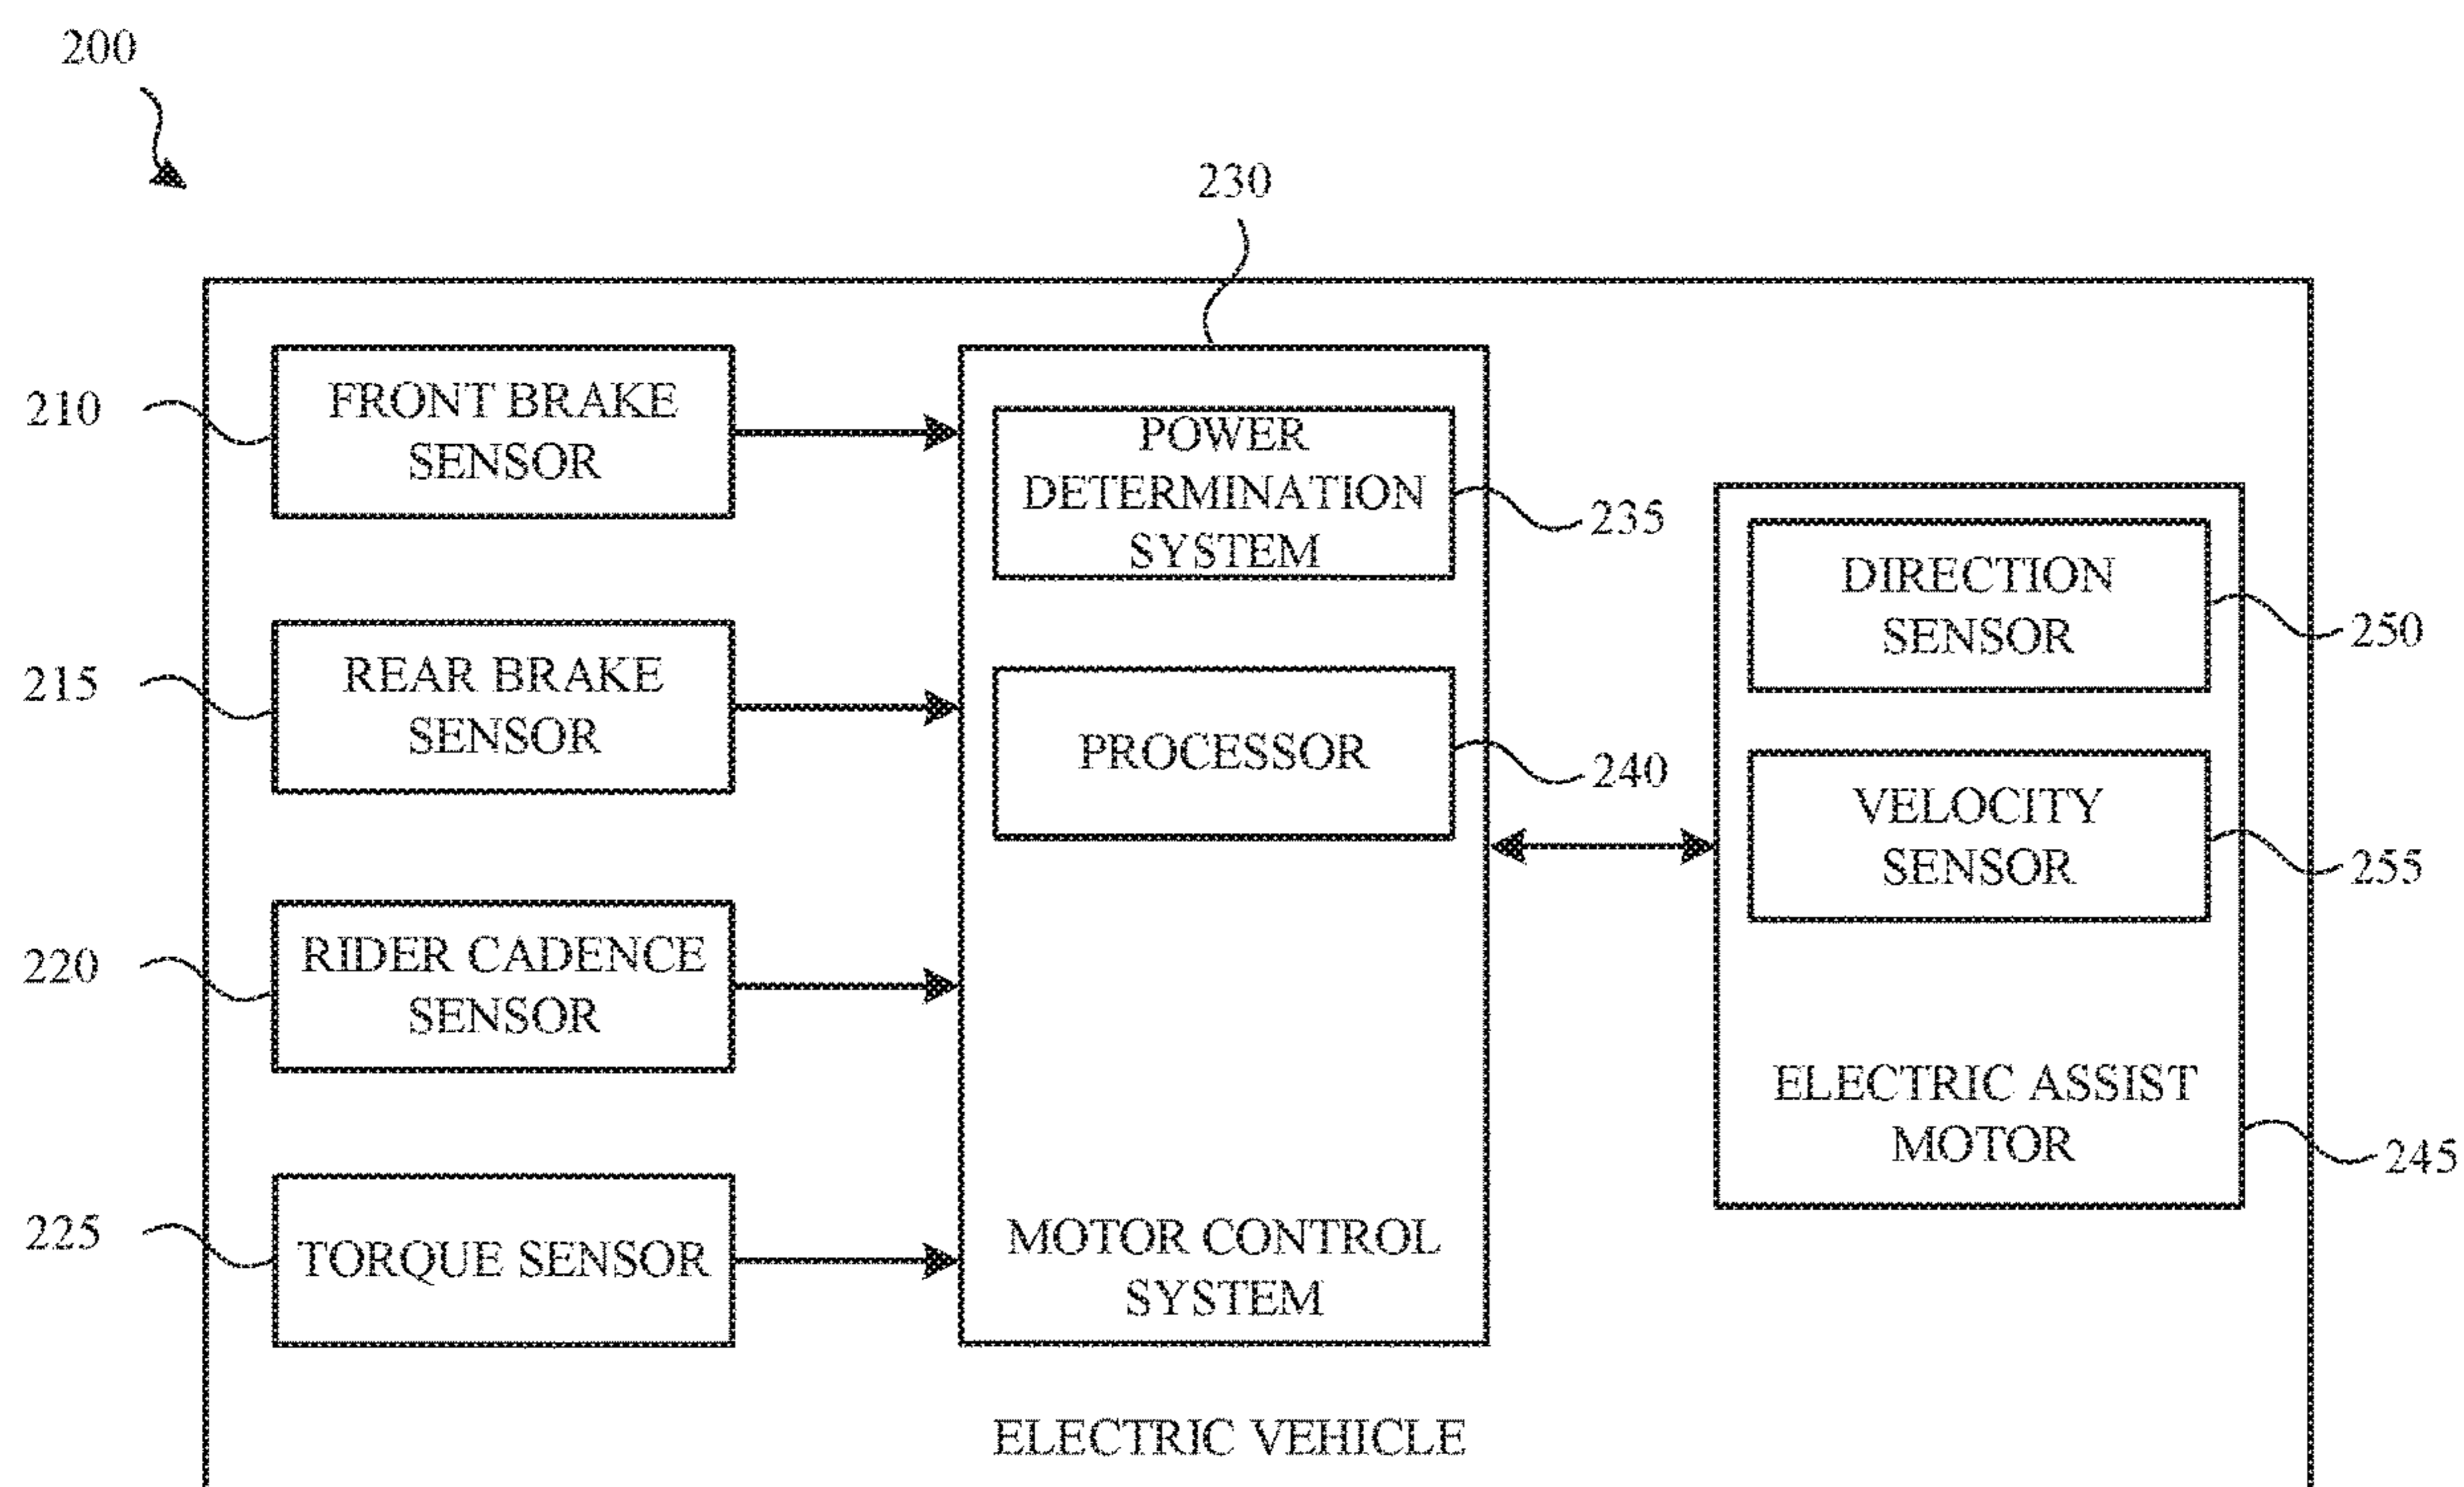 200
230
210
FRONT BRAKE
SENSOR
POWER
DETERMINATION
SYSTEM
235
DIRECTION
SENSOR
250
215
REAR BRAKE
SENSOR
PROCESSOR
240
VELOCITY
SENSOR
255
220
RIDER CADENCE
SENSOR
ELECTRIC ASSIST
MOTOR
245
225
TORQUE SENSOR
MOTOR CONTROL
SYSTEM
ELECTRIC VEHICLE